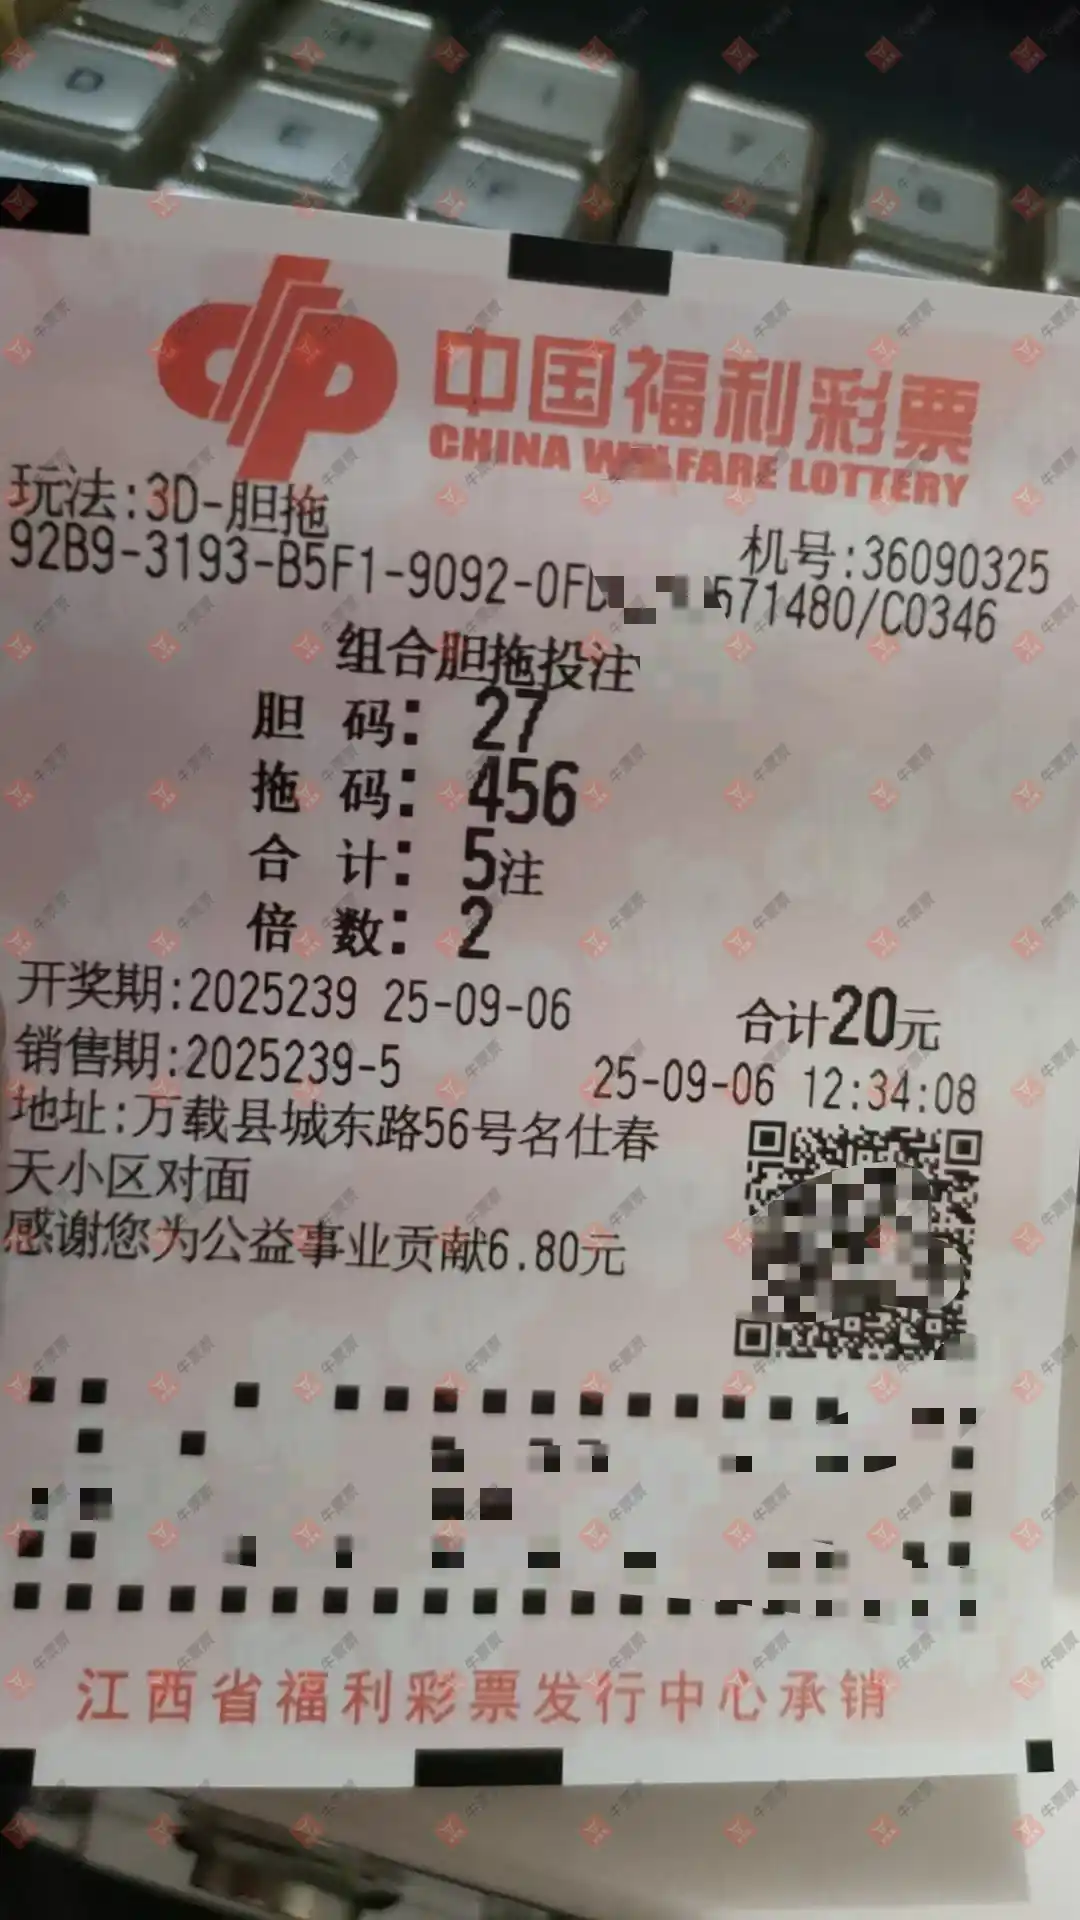 中国福利彩票
CHINA WELFARE LOTTERY
玩法:3D-胆拖
机号:36090325
92B9-3193-B5F1-9092-0F 571480/C0346
组合胆拖投注
胆 码: 27
拖 码: 456
合 计: 5注
倍 数: 2
开奖期:2025239 25-09-06
合计20元
销售期:2025239-5
25-09-06 12:34:08
地址:万载县城东路56号名仕春
天小区对面
感谢您为公益事业贡献6.80元
江西省福利彩票发行中心承销
牛票票